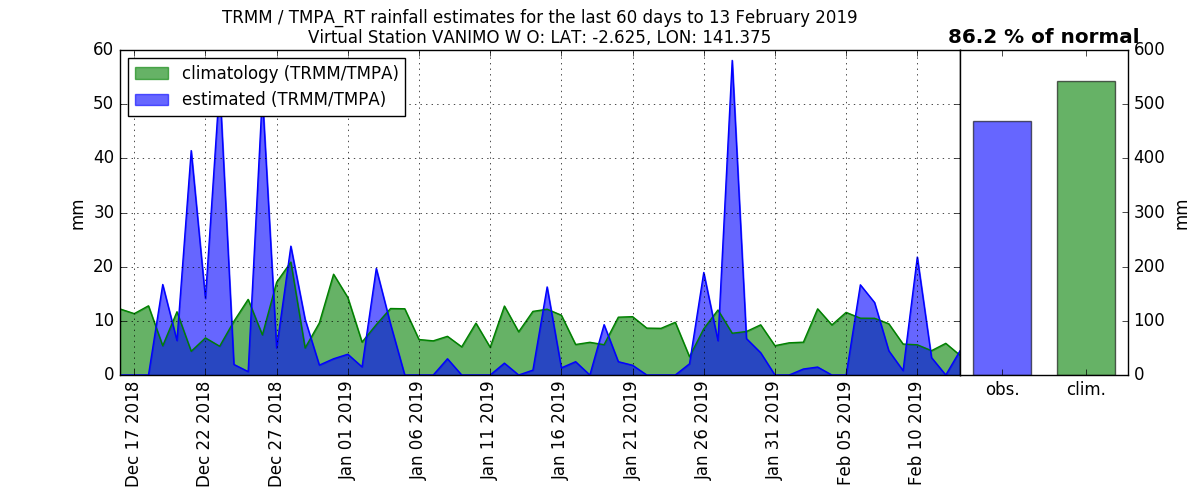 TRMM / TMPA_RT rainfall estimates for the last 60 days to 13 February 2019
Virtual Station VANIMO W O: LAT: -2.625, LON: 141.375
86.2 % of normal
climatology (TRMM/TMPA)
estimated (TRMM/TMPA)
60
50
40
30
20
10
0
mm
600
500
400
300
200
100
0
mm
obs.
clim.
Dec 17 2018
Dec 22 2018
Dec 27 2018
Jan 01 2019
Jan 06 2019
Jan 11 2019
Jan 16 2019
Jan 21 2019
Jan 26 2019
Jan 31 2019
Feb 05 2019
Feb 10 2019